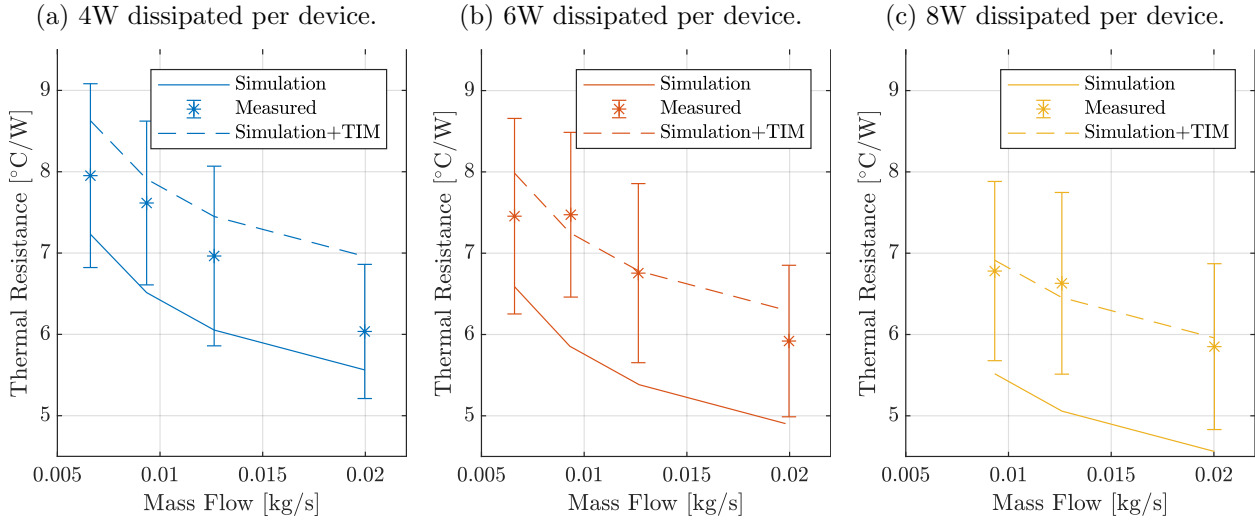 (a) 4W dissipated per device.
Simulation
Measured
Simulation+TIM
9
8
7
6
5
0.005
0.01
0.015
0.02
Thermal Resistance [°C/W]
Mass Flow [kg/s]
(b) 6W dissipated per device.
Simulation
Measured
Simulation+TIM
9
8
7
6
5
0.005
0.01
0.015
0.02
Thermal Resistance [°C/W]
Mass Flow [kg/s]
(c) 8W dissipated per device.
Simulation
Measured
Simulation+TIM
9
8
7
6
5
0.005
0.01
0.015
0.02
Thermal Resistance [°C/W]
Mass Flow [kg/s]